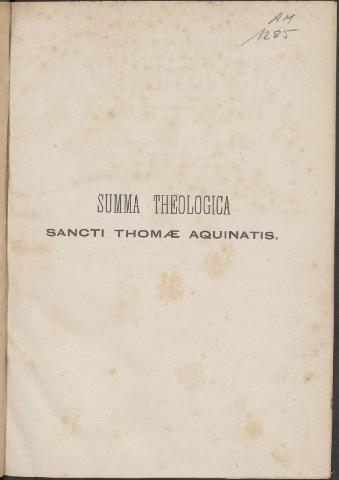 AM
1285
SUMMA THEOLOGICA
SANCTI THOMÆ AQUINATIS.